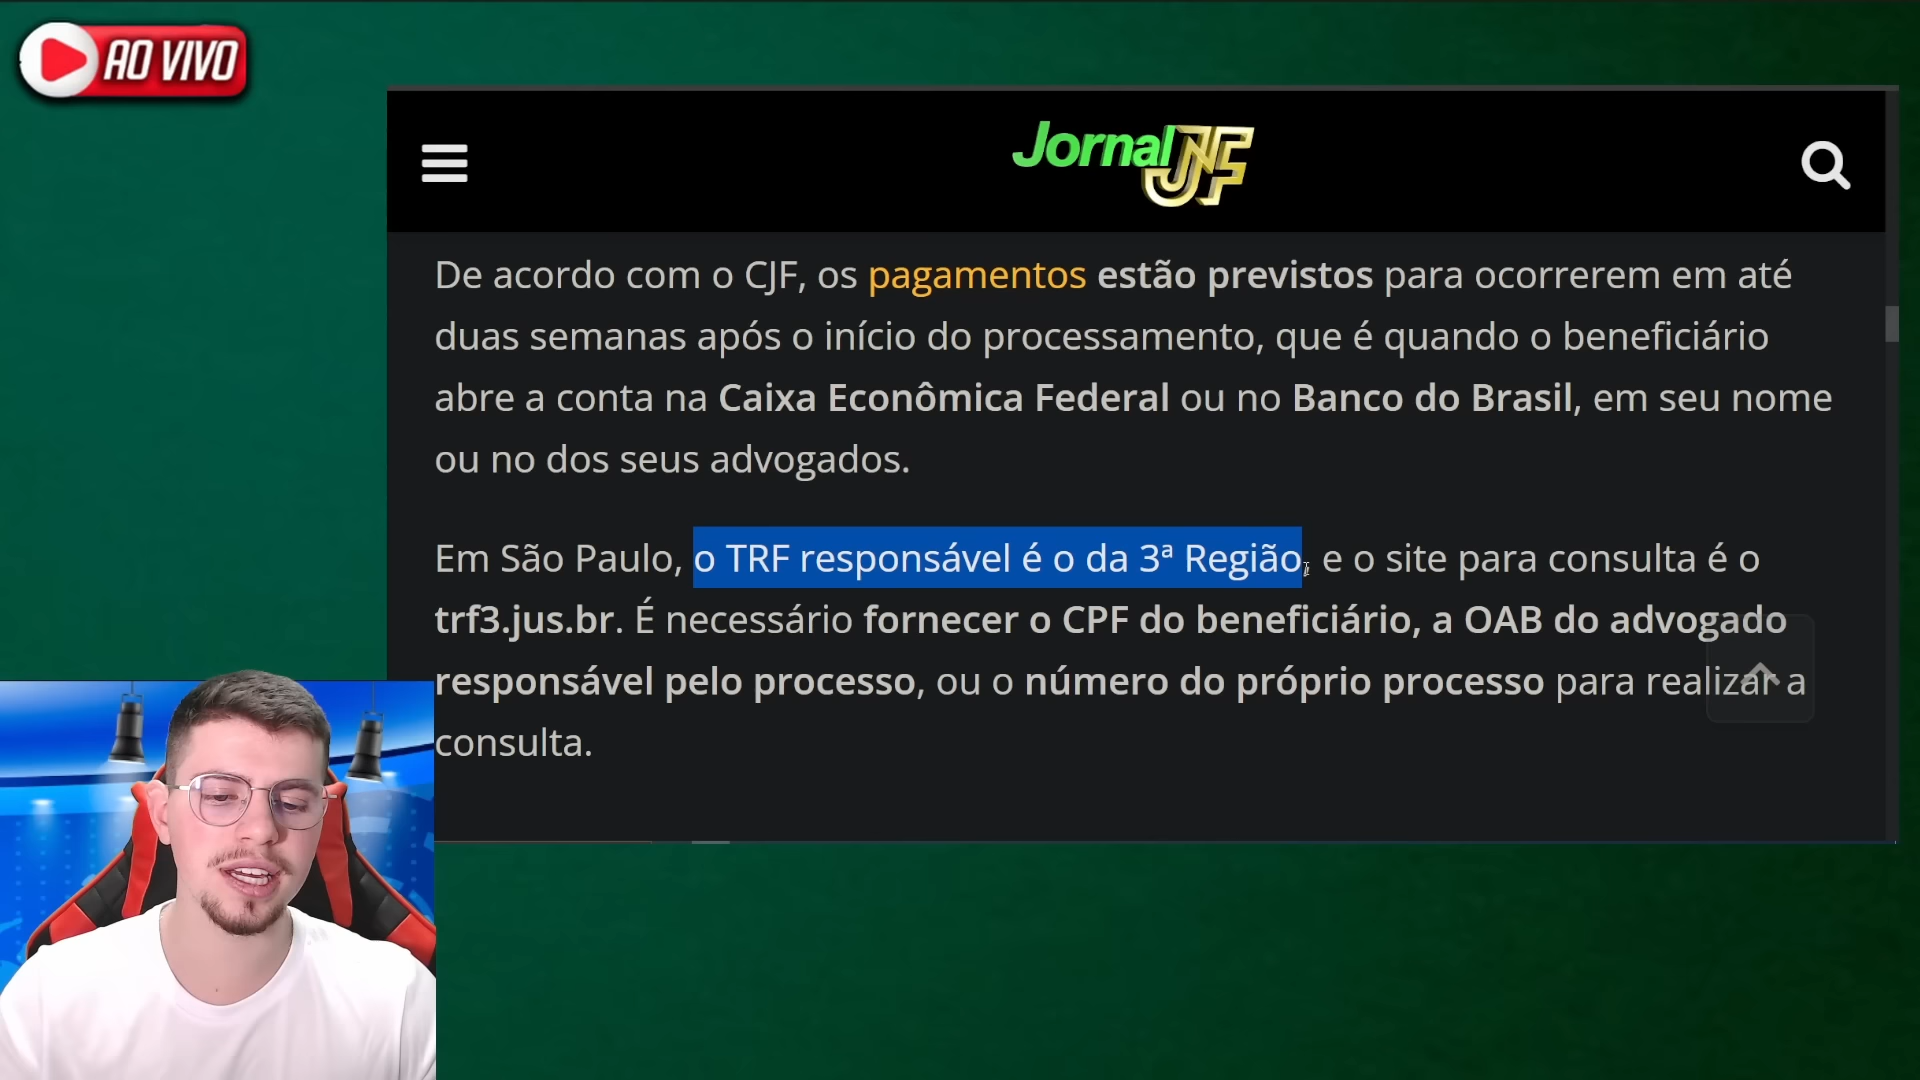 AO VIVO
Jornal JF
De acordo com o CJF, os pagamentos estão previstos para ocorrerem em até
duas semanas após o início do processamento, que é quando o beneficiário
abre a conta na Caixa Econômica Federal ou no Banco do Brasil, em seu nome
ou no dos seus advogados.
Em São Paulo, o TRF responsável é o da 3ª Região, e o site para consulta é o
trf3.jus.br. É necessário fornecer o CPF do beneficiário, a OAB do advogado
responsável pelo processo, ou o número do próprio processo para realizar a
consulta.